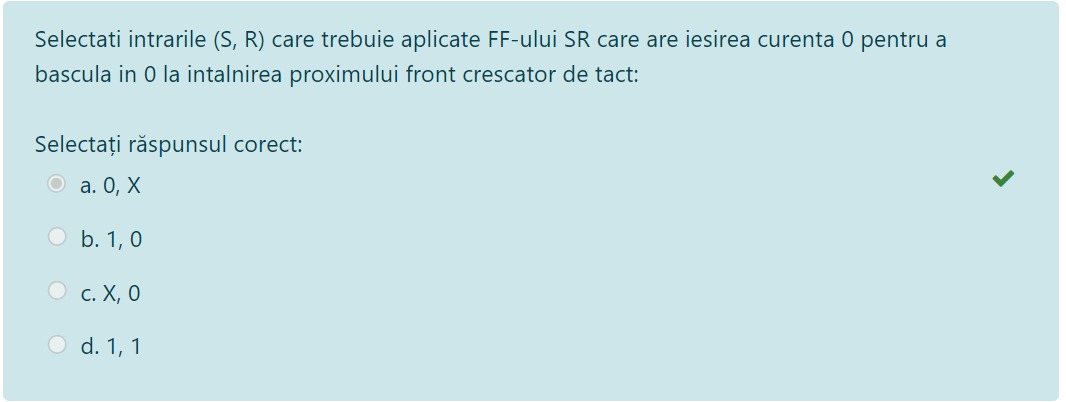 Selectati intrarile (S, R) care trebuie aplicate FF-ului SR care are iesirea curenta 0 pentru a
bascula in 0 la intalnirea proximului front crescator de tact:
Selectați răspunsul corect:
a. 0, X
b. 1, 0
c. X, 0
d. 1, 1